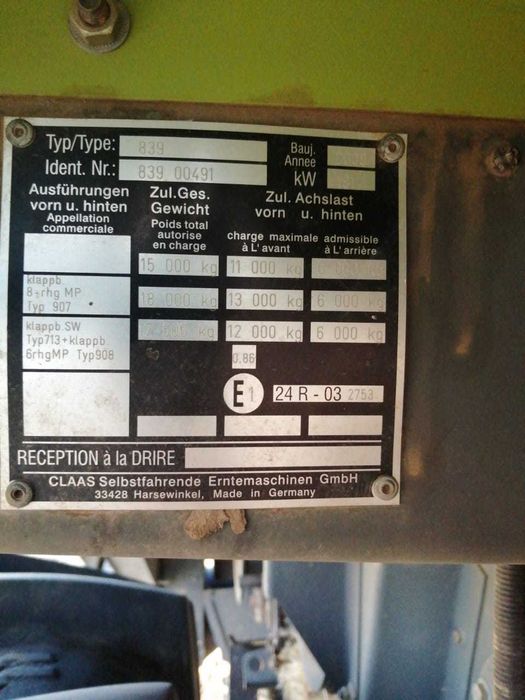 Typ/Type: 839
Bauj. Annee
Ident. Nr.: 839 00491
kW
Ausführungen vorn u. hinten
Appellation commerciale
Zul.Ges. Gewicht
Poids total autorise en charge
Zul. Achslast vorn u. hinten
charge maximale admissible
à L'avant à L'arrière
15 000 kg 11 000 kg
klappb.
8-rhg MP
Typ 907
18 000 kg 13 000 kg 6 000 kg
klappb.SW
Typ713+klappb
6rhgMP Typ908
kg 12 000 kg 6 000 kg
0.86
E1 24 R - 03 2753
RECEPTION à la DRIRE
CLAAS Selbstfahrende Erntemaschinen GmbH
33428 Harsewinkel, Made in Germany